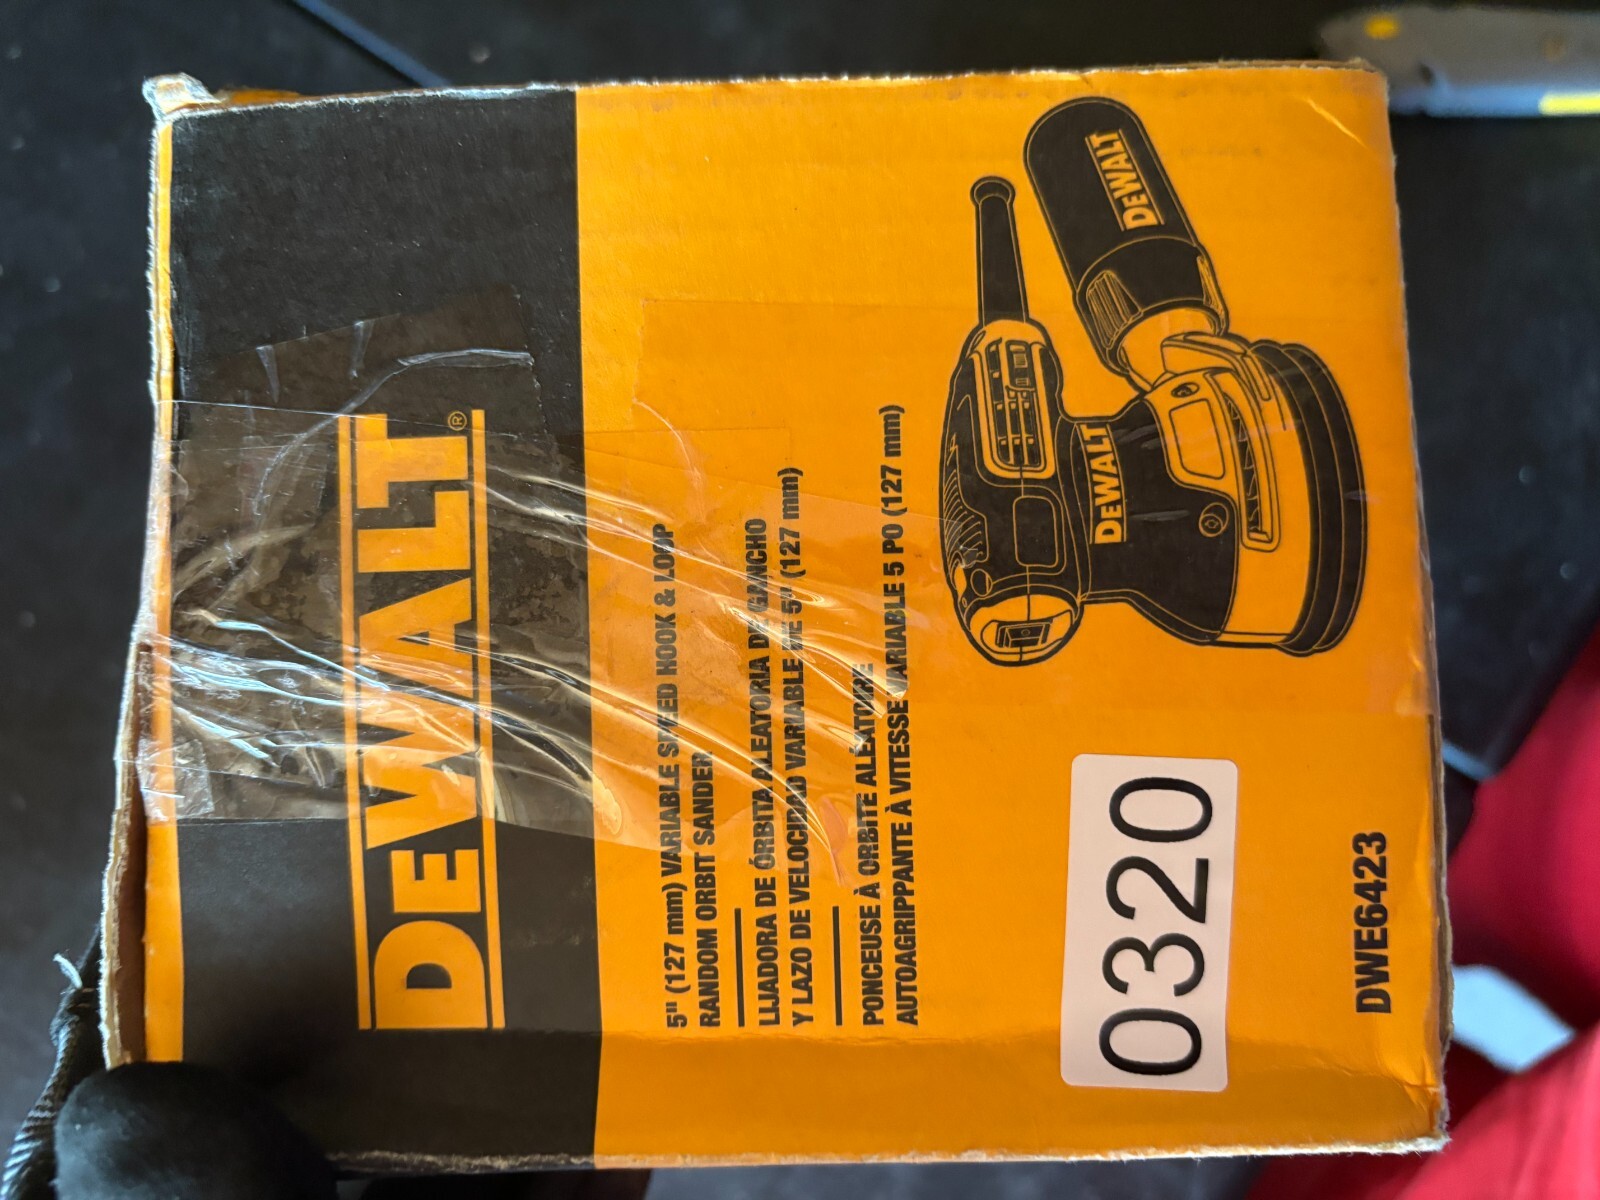 DEWALT®
5" (127 mm) VARIABLE SPEED HOOK & LOOP
RANDOM ORBIT SANDER
LIJADORA DE ÓRBITA ALEATORIA DE GANCHO
Y LAZO DE VELOCIDAD VARIABLE DE 5" (127 mm)
PONCEUSE À ORBITE ALÉATOIRE
AUTOAGRIPPANTE À VITESSE VARIABLE 5 PO (127 mm)
DEWALT
DEWALT
0320
DWE6423